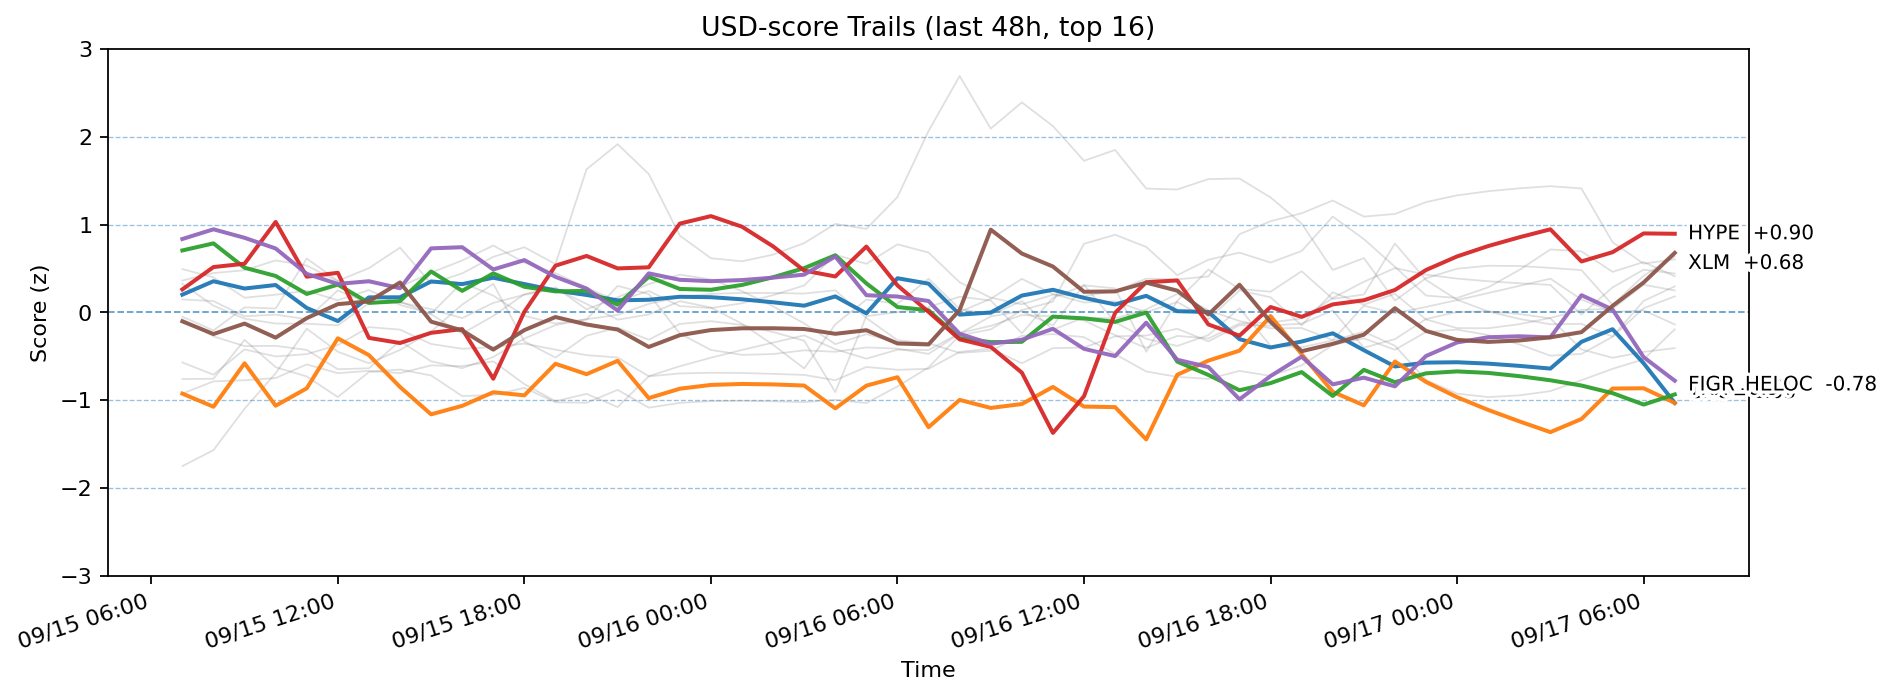 USD-score Trails (last 48h, top 16)
Score (z)
3
2
1
0
−1
−2
−3
HYPE +0.90
XLM +0.68
FIGR_HELOC -0.78
09/15 06:00
09/15 12:00
09/15 18:00
09/16 00:00
09/16 06:00
09/16 12:00
09/16 18:00
09/17 00:00
09/17 06:00
Time